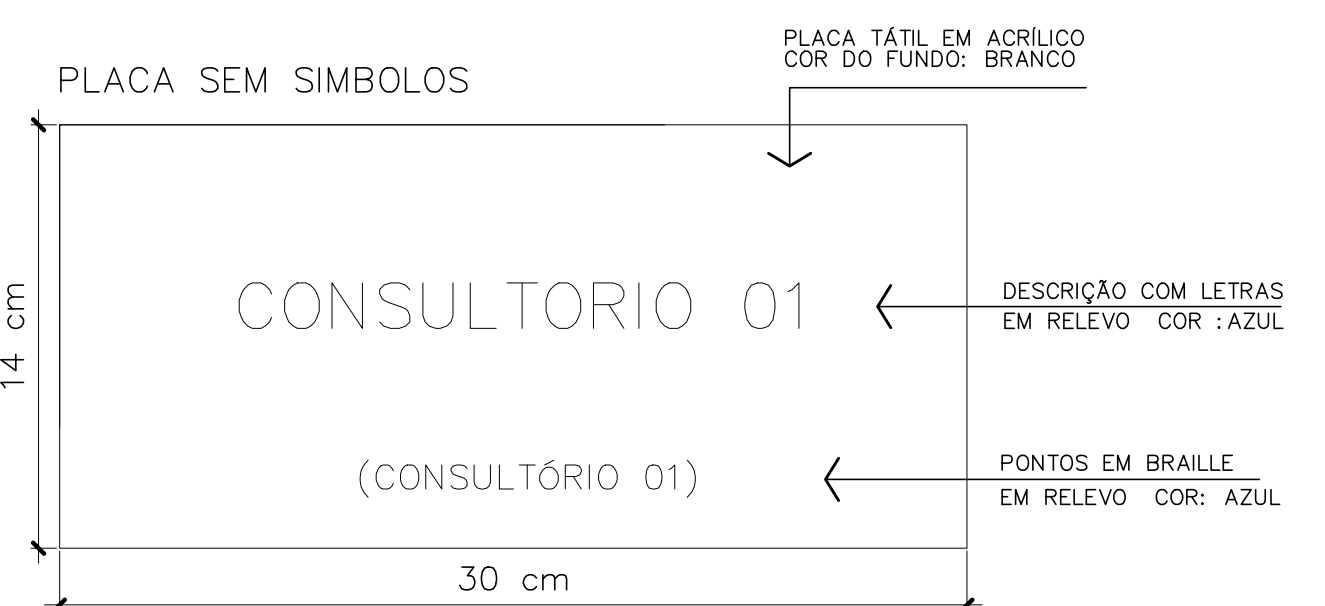 PLACA TÁTIL EM ACRÍLICO
COR DO FUNDO: BRANCO
PLACA SEM SIMBOLOS
CONSULTORIO 01
DESCRIÇÃO COM LETRAS
EM RELEVO COR :AZUL
14 cm
(CONSULTÓRIO 01)
PONTOS EM BRAILLE
EM RELEVO COR: AZUL
30 cm